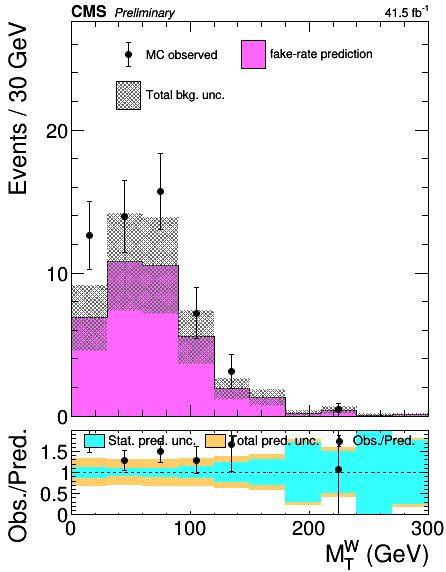 CMS Preliminary 41.5 fb⁻¹
MC observed fake-rate prediction
Total bkg. unc.
Events / 30 GeV
20
10
0
Stat. pred. unc. Total pred. unc. Obs./Pred.
Obs./Pred.
1.5
1
0.5
0
0 100 200 300
M_T^W (GeV)